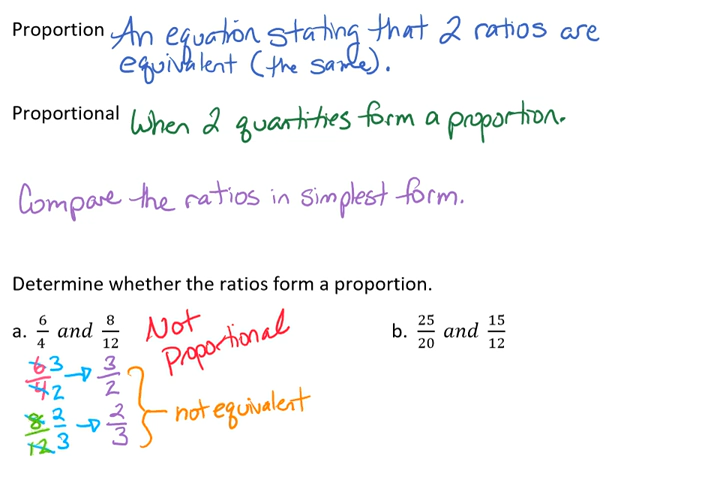 Proportion An equation stating that 2 ratios are
equivalent (the same).
Proportional When 2 quantities form a proportion.
Compare the ratios in simplest form.
Determine whether the ratios form a proportion.
a. 6/4 and 8/12 Not Proportional
b. 25/20 and 15/12
6/4 3/2 → 3/2
8/12 2/3 → 2/3
not equivalent